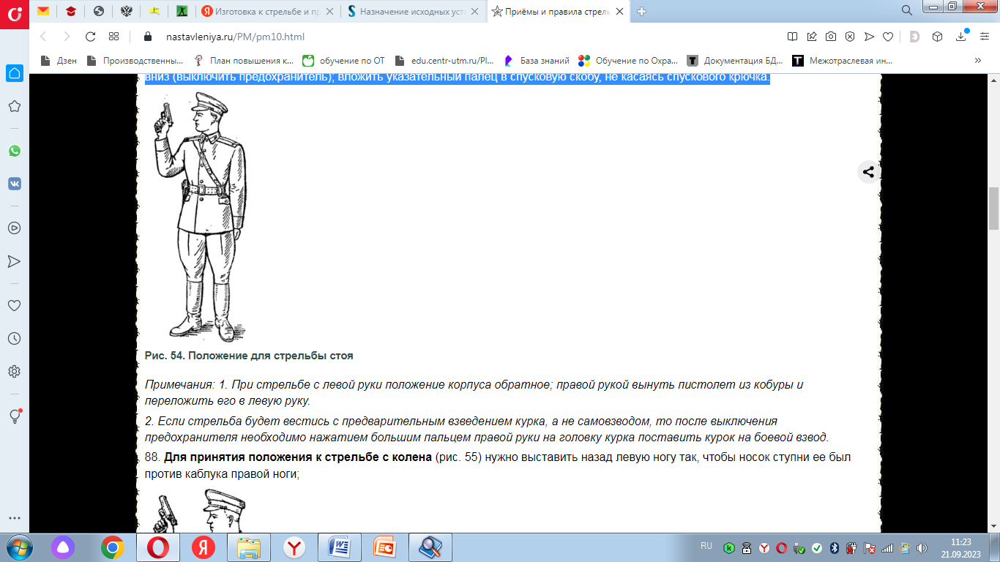 Изготовка к стрельбе и пр
Назначение исходных уст
Приёмы и правила стрель
nastavleniya.ru/PM/pm10.html
Дзен
Производственны...
План повышения к...
обучение по ОТ
edu.centr-utm.ru/Pl...
База знаний
Обучение по Охра...
Документация БД...
Межотраслевая ин...
вниз (выключить предохранитель); вложить указательный палец в спусковую скобу, не касаясь спускового крючка.
Рис. 54. Положение для стрельбы стоя
Примечания: 1. При стрельбе с левой руки положение корпуса обратное; правой рукой вынуть пистолет из кобуры и
переложить его в левую руку.
2. Если стрельба будет вестись с предварительным взведением курка, а не самовзводом, то после выключения
предохранителя необходимо нажатием большим пальцем правой руки на головку курка поставить курок на боевой взвод.
88. Для принятия положения к стрельбе с колена (рис. 55) нужно выставить назад левую ногу так, чтобы носок ступни ее был
против каблука правой ноги;
RU
11:23
21.09.2023